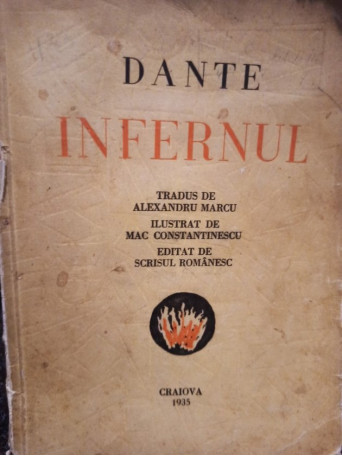 DANTE
INFERNUL
TRADUS DE
ALEXANDRU MARCU
ILUSTRAT DE
MAC CONSTANTINESCU
EDITAT DE
SCRISUL ROMÂNESC
CRAIOVA
1935